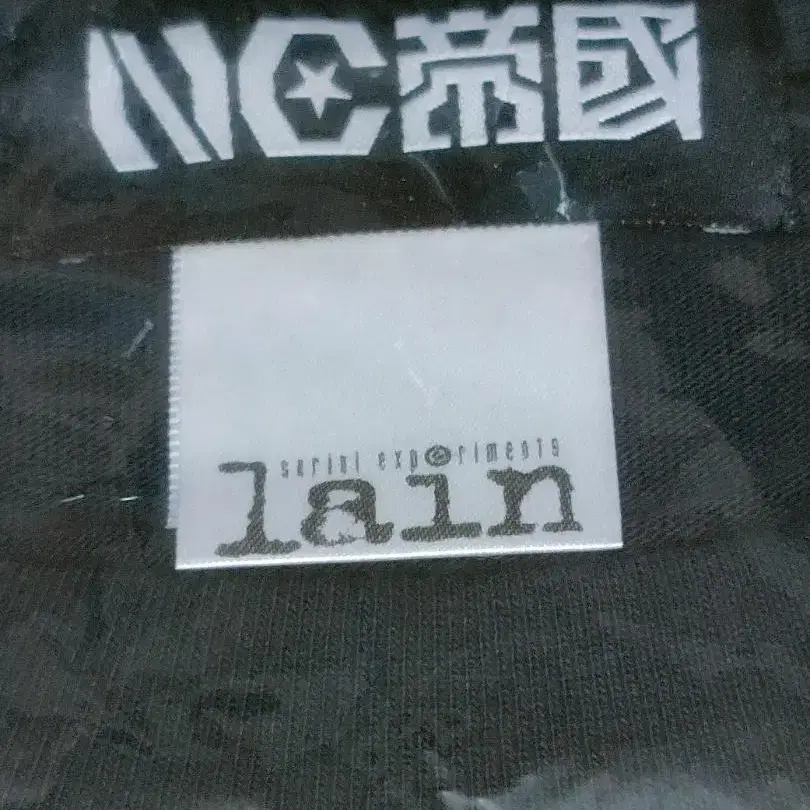 NC帝國
serial experiments
lain